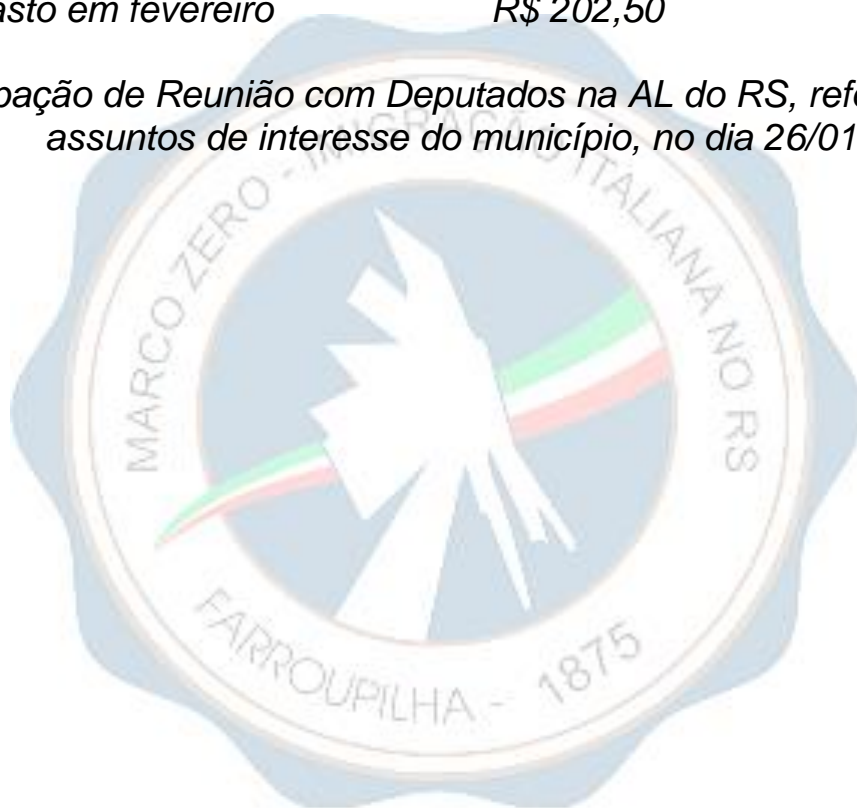 asto em fevereiro R$ 202,50
pação de Reunião com Deputados na AL do RS, refe
assuntos de interesse do município, no dia 26/01
MARCO ZERO - IMIGRAÇÃO ITALIANA NO RS
FARROUPILHA - 1875